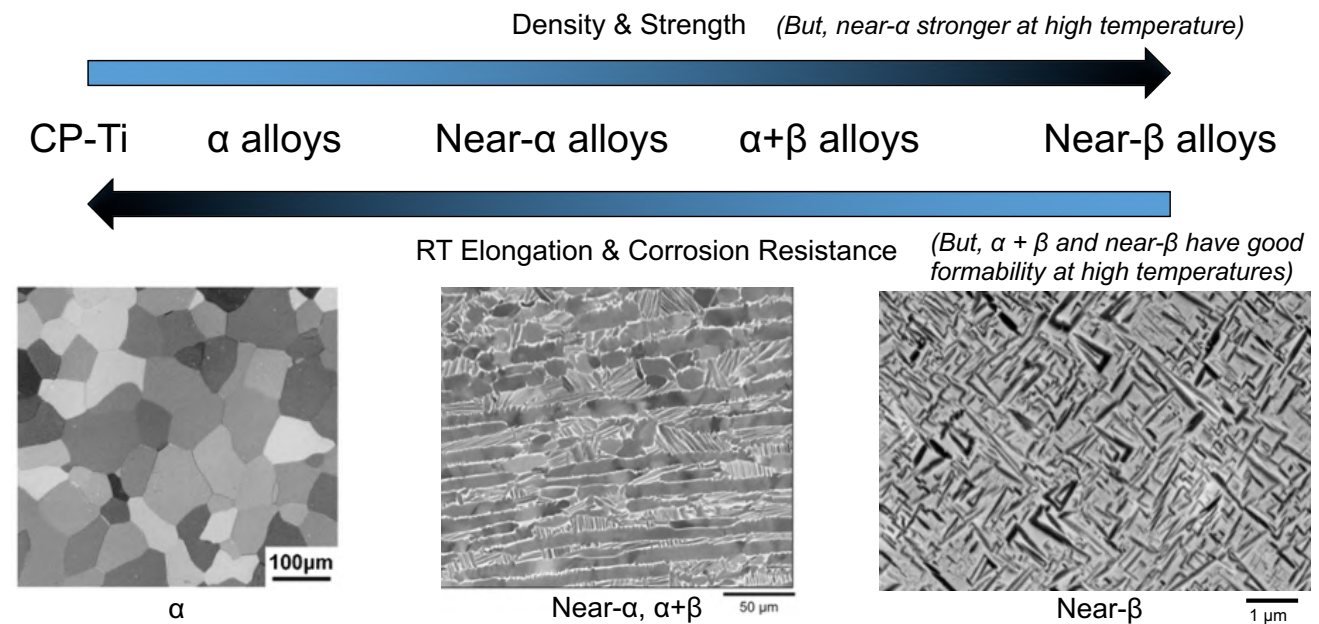 Density & Strength (But, near-α stronger at high temperature)
CP-Ti α alloys Near-α alloys α+β alloys Near-β alloys
RT Elongation & Corrosion Resistance (But, α + β and near-β have good
formability at high temperatures)
100µm
α
Near-α, α+β
50 µm
Near-β
1 µm